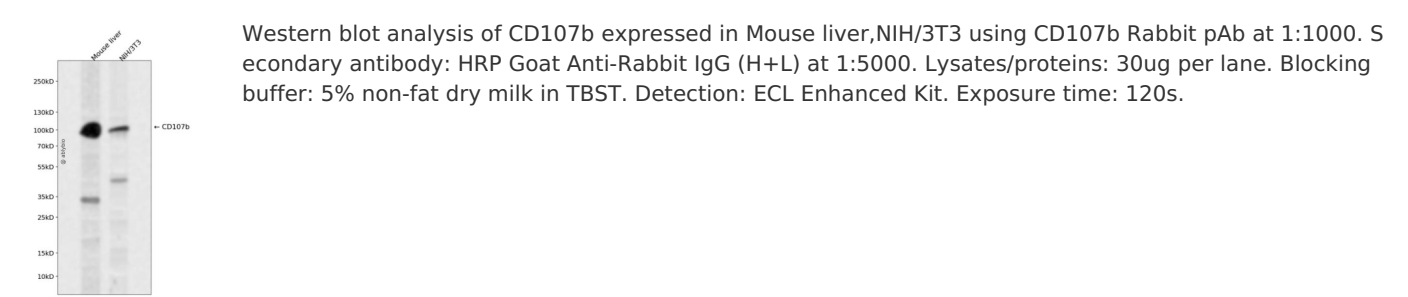 Western blot analysis of CD107b expressed in Mouse liver,NIH/3T3 using CD107b Rabbit pAb at 1:1000. S
econdary antibody: HRP Goat Anti-Rabbit IgG (H+L) at 1:5000. Lysates/proteins: 30ug per lane. Blocking
buffer: 5% non-fat dry milk in TBST. Detection: ECL Enhanced Kit. Exposure time: 120s.
Mouse liver
NIH/3T3
250kD
130kD
100kD
← CD107b
70kD
@ ablybio
55kD
35kD
25kD
15kD
10kD